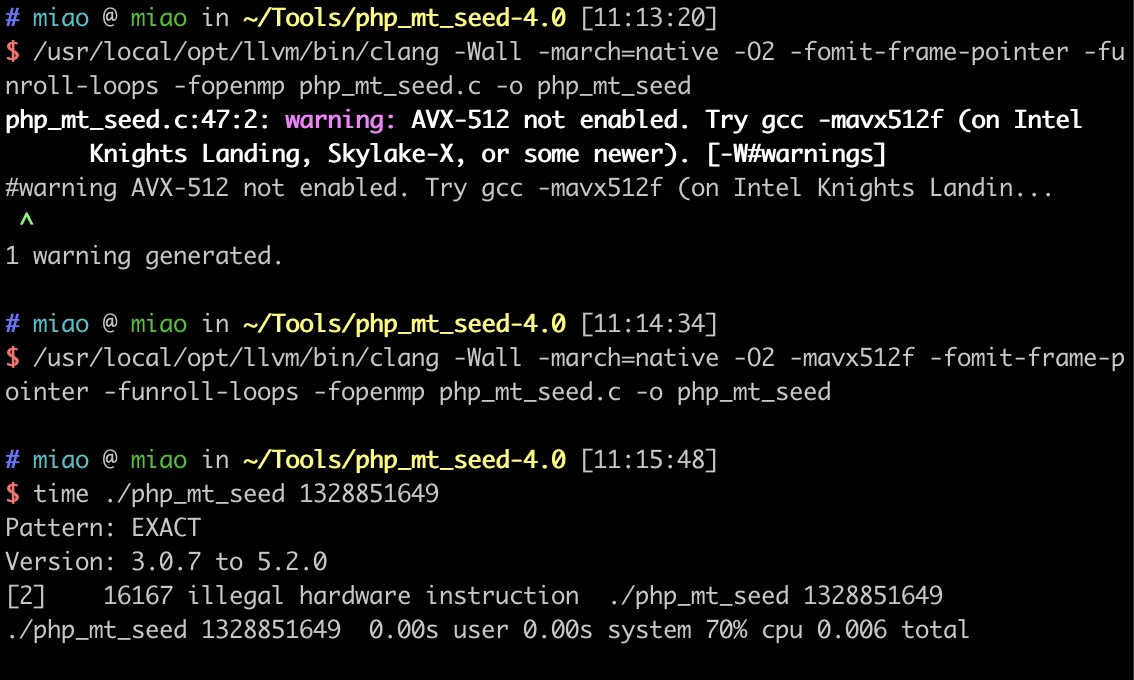 # miao @ miao in ~/Tools/php_mt_seed-4.0 [11:13:20]
$ /usr/local/opt/llvm/bin/clang -Wall -march=native -O2 -fomit-frame-pointer -fu
nroll-loops -fopenmp php_mt_seed.c -o php_mt_seed
php_mt_seed.c:47:2: warning: AVX-512 not enabled. Try gcc -mavx512f (on Intel
      Knights Landing, Skylake-X, or some newer). [-W#warnings]
#warning AVX-512 not enabled. Try gcc -mavx512f (on Intel Knights Landin...
 ^
1 warning generated.

# miao @ miao in ~/Tools/php_mt_seed-4.0 [11:14:34]
$ /usr/local/opt/llvm/bin/clang -Wall -march=native -O2 -mavx512f -fomit-frame-p
ointer -funroll-loops -fopenmp php_mt_seed.c -o php_mt_seed

# miao @ miao in ~/Tools/php_mt_seed-4.0 [11:15:48]
$ time ./php_mt_seed 1328851649
Pattern: EXACT
Version: 3.0.7 to 5.2.0
[2]    16167 illegal hardware instruction  ./php_mt_seed 1328851649
./php_mt_seed 1328851649  0.00s user 0.00s system 70% cpu 0.006 total